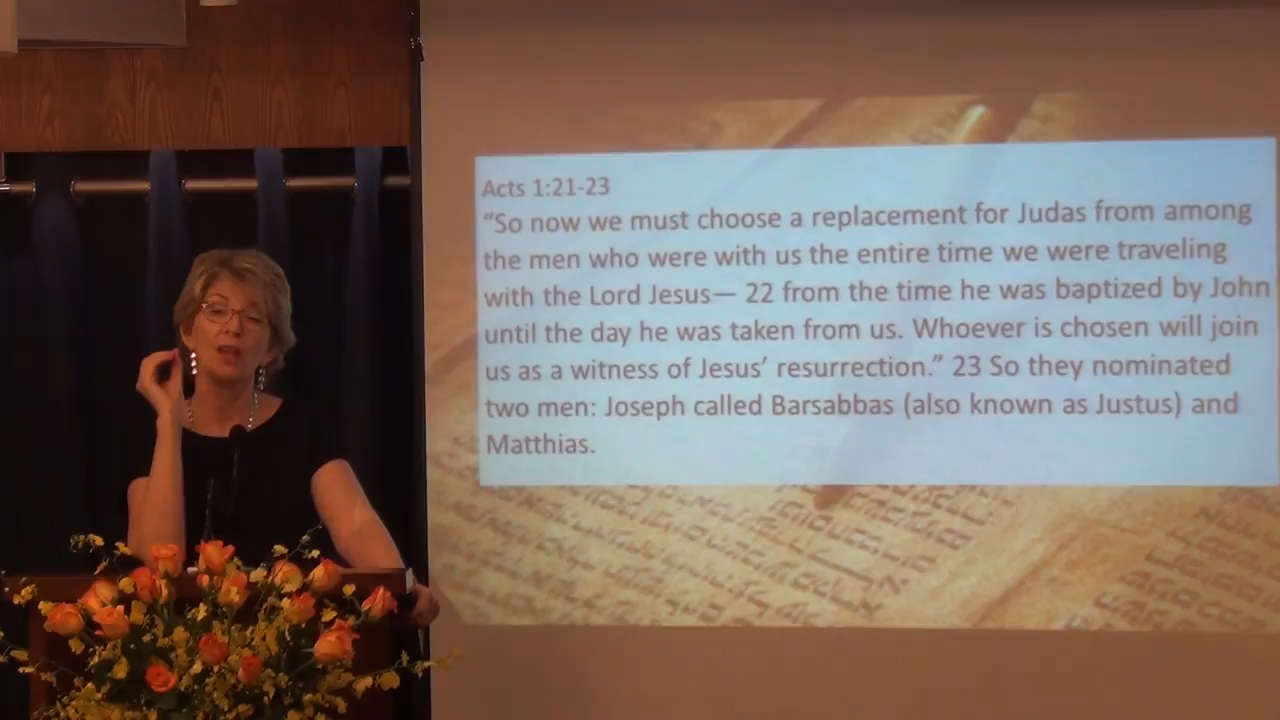 Acts 1:21-23
“So now we must choose a replacement for Judas from among
the men who were with us the entire time we were traveling
with the Lord Jesus— 22 from the time he was baptized by John
until the day he was taken from us. Whoever is chosen will join
us as a witness of Jesus’ resurrection.” 23 So they nominated
two men: Joseph called Barsabbas (also known as Justus) and
Matthias.